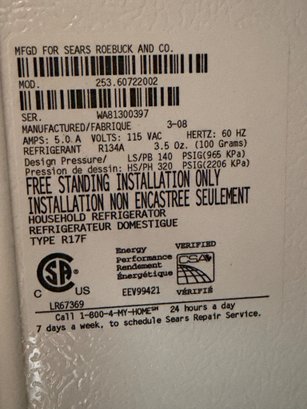 MFGD FOR SEARS ROEBUCK AND CO.
MOD. 253.60722002
SER. WA81300397
MANUFACTURED/FABRIQUE 3-08
AMPS: 5.0.A VOLTS: 115 VAC HERTZ: 60 HZ
REFRIGERANT R134A 3.5 Oz. (100 Grams)
Design Pressure/ LS/PB 140 PSIG(965 KPa)
Pression de dessin: HS/PH 320 PSIG(2206 KPa)
FREE STANDING INSTALLATION ONLY
INSTALLATION NON ENCASTREE SEULEMENT
HOUSEHOLD REFRIGERATOR
REFRIGERATEUR DOMESTIQUE
TYPE R17F
Energy VERIFIED
Performance
Rendement CSA
Énergétique
C US EEV99421 VÉRIFIÉ
LR67369
Call 1-800-4-MY-HOME℠ 24 hours a day
7 days a week, to schedule Sears Repair Service.